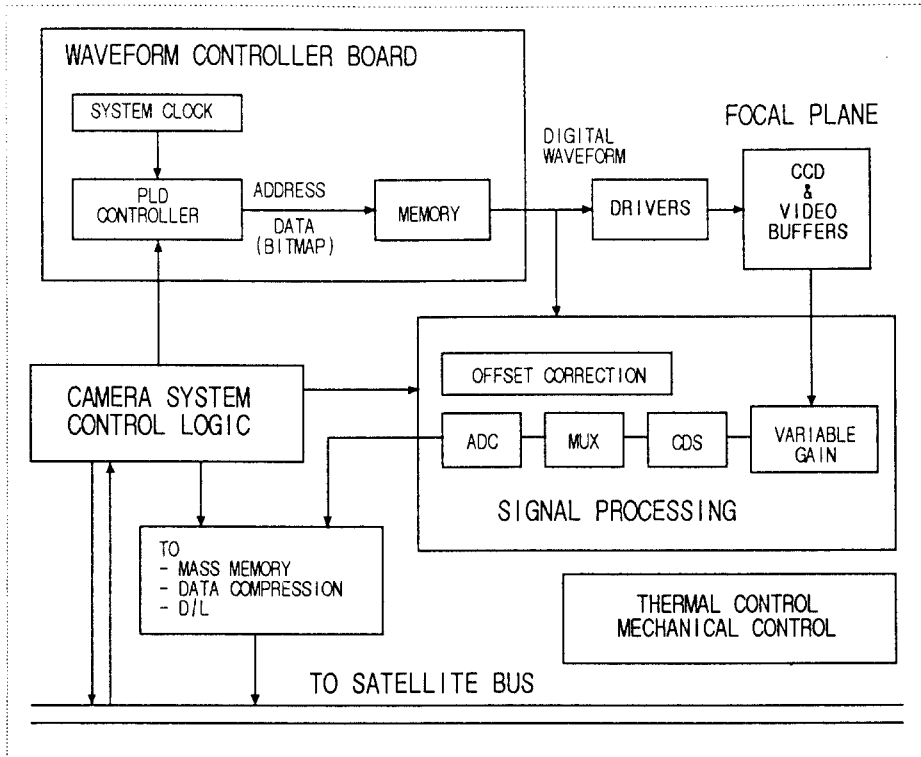 WAVEFORM CONTROLLER BOARD
SYSTEM CLOCK
PLD
CONTROLLER
ADDRESS
DATA
(BITMAP)
MEMORY
DIGITAL
WAVEFORM
DRIVERS
FOCAL PLANE
CCD
&
VIDEO
BUFFERS
CAMERA SYSTEM
CONTROL LOGIC
OFFSET CORRECTION
ADC
MUX
CDS
VARIABLE
GAIN
SIGNAL PROCESSING
TO
- MASS MEMORY
- DATA COMPRESSION
- D/L
THERMAL CONTROL
MECHANICAL CONTROL
TO SATELLITE BUS